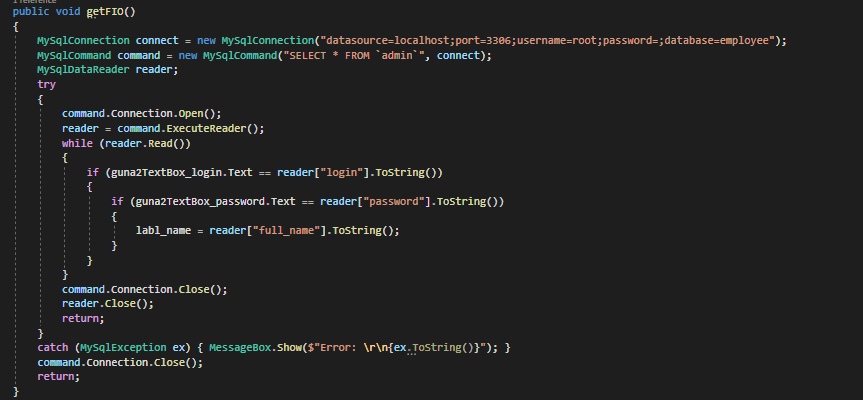 1 reference
public void getFIO()
{
    MySqlConnection connect = new MySqlConnection("datasource=localhost;port=3306;username=root;password=;database=employee");
    MySqlCommand command = new MySqlCommand("SELECT * FROM `admin`", connect);
    MySqlDataReader reader;
    try
    {
        command.Connection.Open();
        reader = command.ExecuteReader();
        while (reader.Read())
        {
            if (guna2TextBox_login.Text == reader["login"].ToString())
            {
                if (guna2TextBox_password.Text == reader["password"].ToString())
                {
                    labl_name = reader["full_name"].ToString();
                }
            }
        }
        command.Connection.Close();
        reader.Close();
        return;
    }
    catch (MySqlException ex) { MessageBox.Show($"Error: \r\n{ex.ToString()}"); }
    command.Connection.Close();
    return;
}